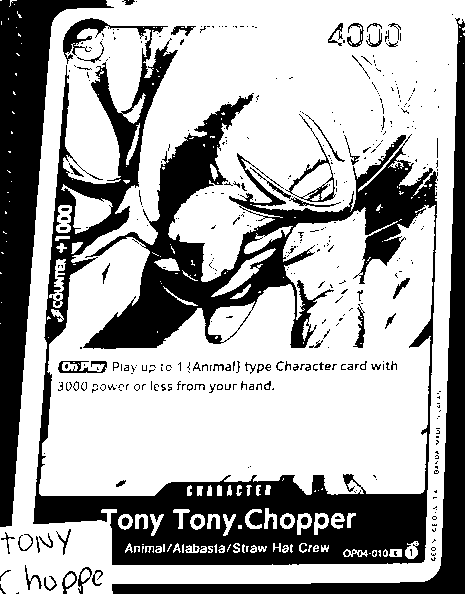 3
4000
COUNTER +1000
On Play Play up to 1 {Animal} type Character card with
3000 power or less from your hand.
CHARACTER
Tony Tony.Chopper
Animal/Alabasta/Straw Hat Crew
OP04-010 C 1
TONY
Choppe